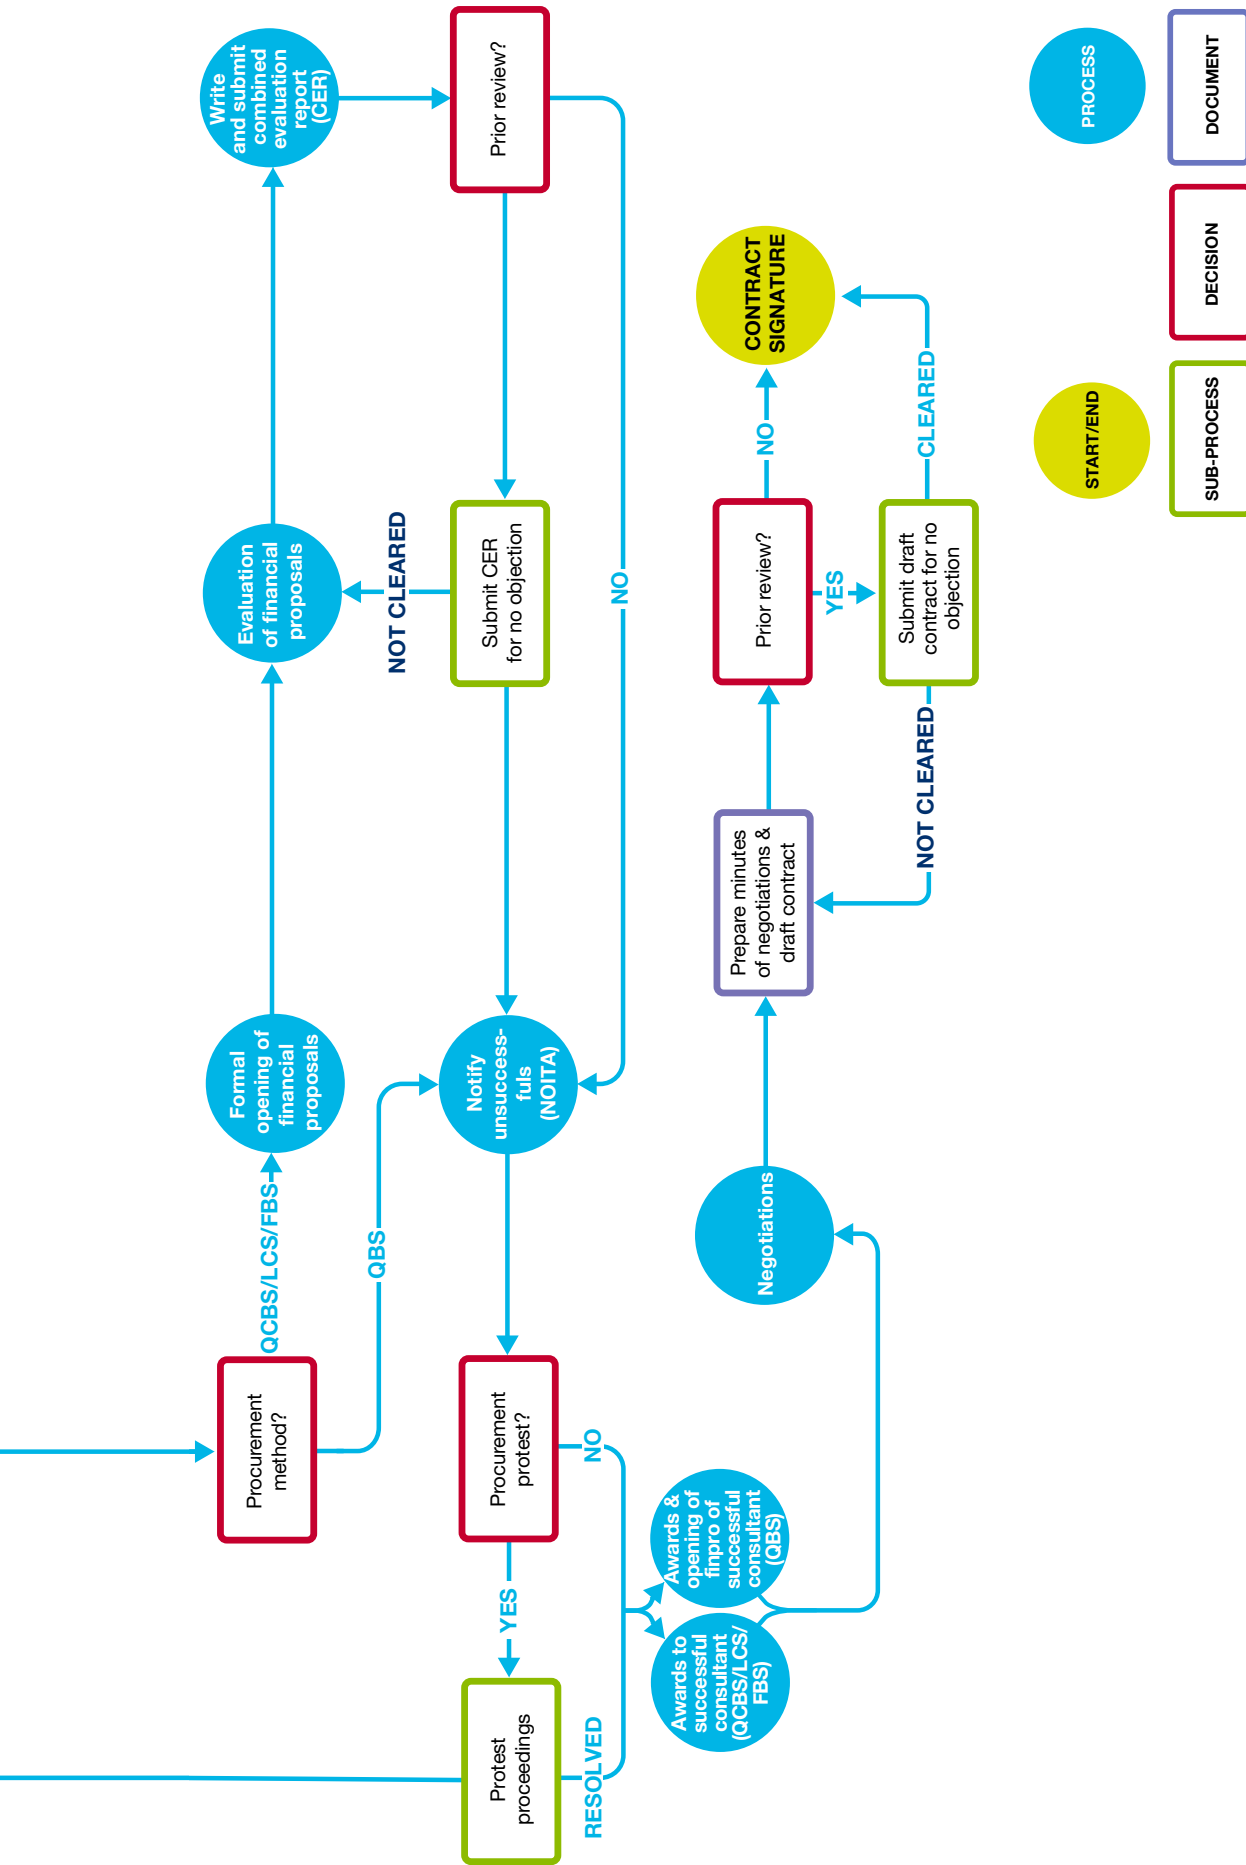 Procurement
method?
QCBS/LCS/FBS
Formal
opening of
financial
proposals
Evaluation
of financial
proposals
Write
and submit
combined
evaluation
report
(CER)
QBS
NOT CLEARED
Protest
proceedings
YES
Procurement
protest?
Notify
unsuccess-
fuls
(NOITA)
Submit CER
for no objection
Prior review?
RESOLVED
NO
NO
Awards to
successful
consultant
(QCBS/LCS/
FBS)
Awards &
opening of
finpro of
successful
consultant
(QBS)
Negotiations
Prepare minutes
of negotiations &
draft contract
Prior review?
NO
CONTRACT
SIGNATURE
YES
NOT CLEARED
Submit draft
contract for no
objection
CLEARED
START/END
PROCESS
SUB-PROCESS
DECISION
DOCUMENT